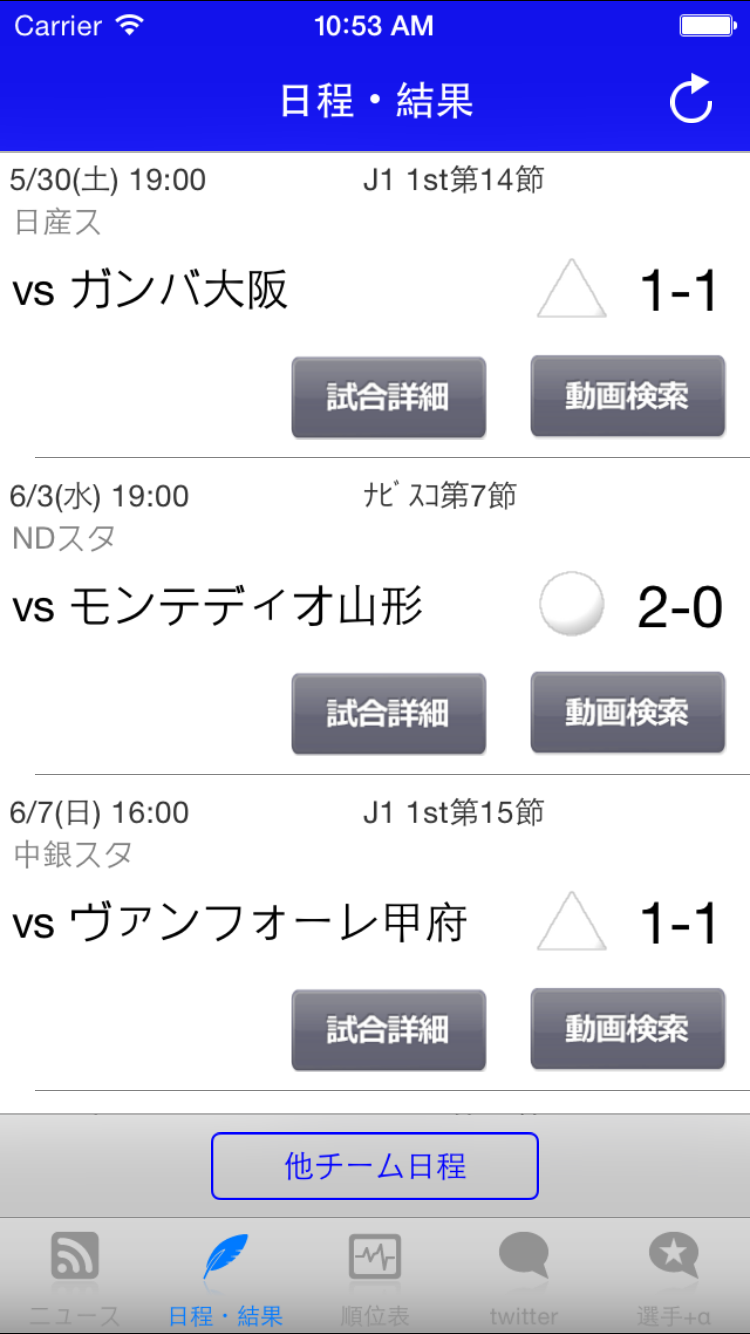 Carrier 10:53 AM
日程・結果
5/30(土) 19:00 J1 1st第14節
日産ス
vs ガンバ大阪 1-1
試合詳細 動画検索
6/3(水) 19:00 ﾅﾋﾞｽｺ第7節
NDスタ
vs モンテディオ山形 2-0
試合詳細 動画検索
6/7(日) 16:00 J1 1st第15節
中銀スタ
vs ヴァンフォーレ甲府 1-1
試合詳細 動画検索
他チーム日程
ニュース 日程・結果 順位表 twitter 選手+α